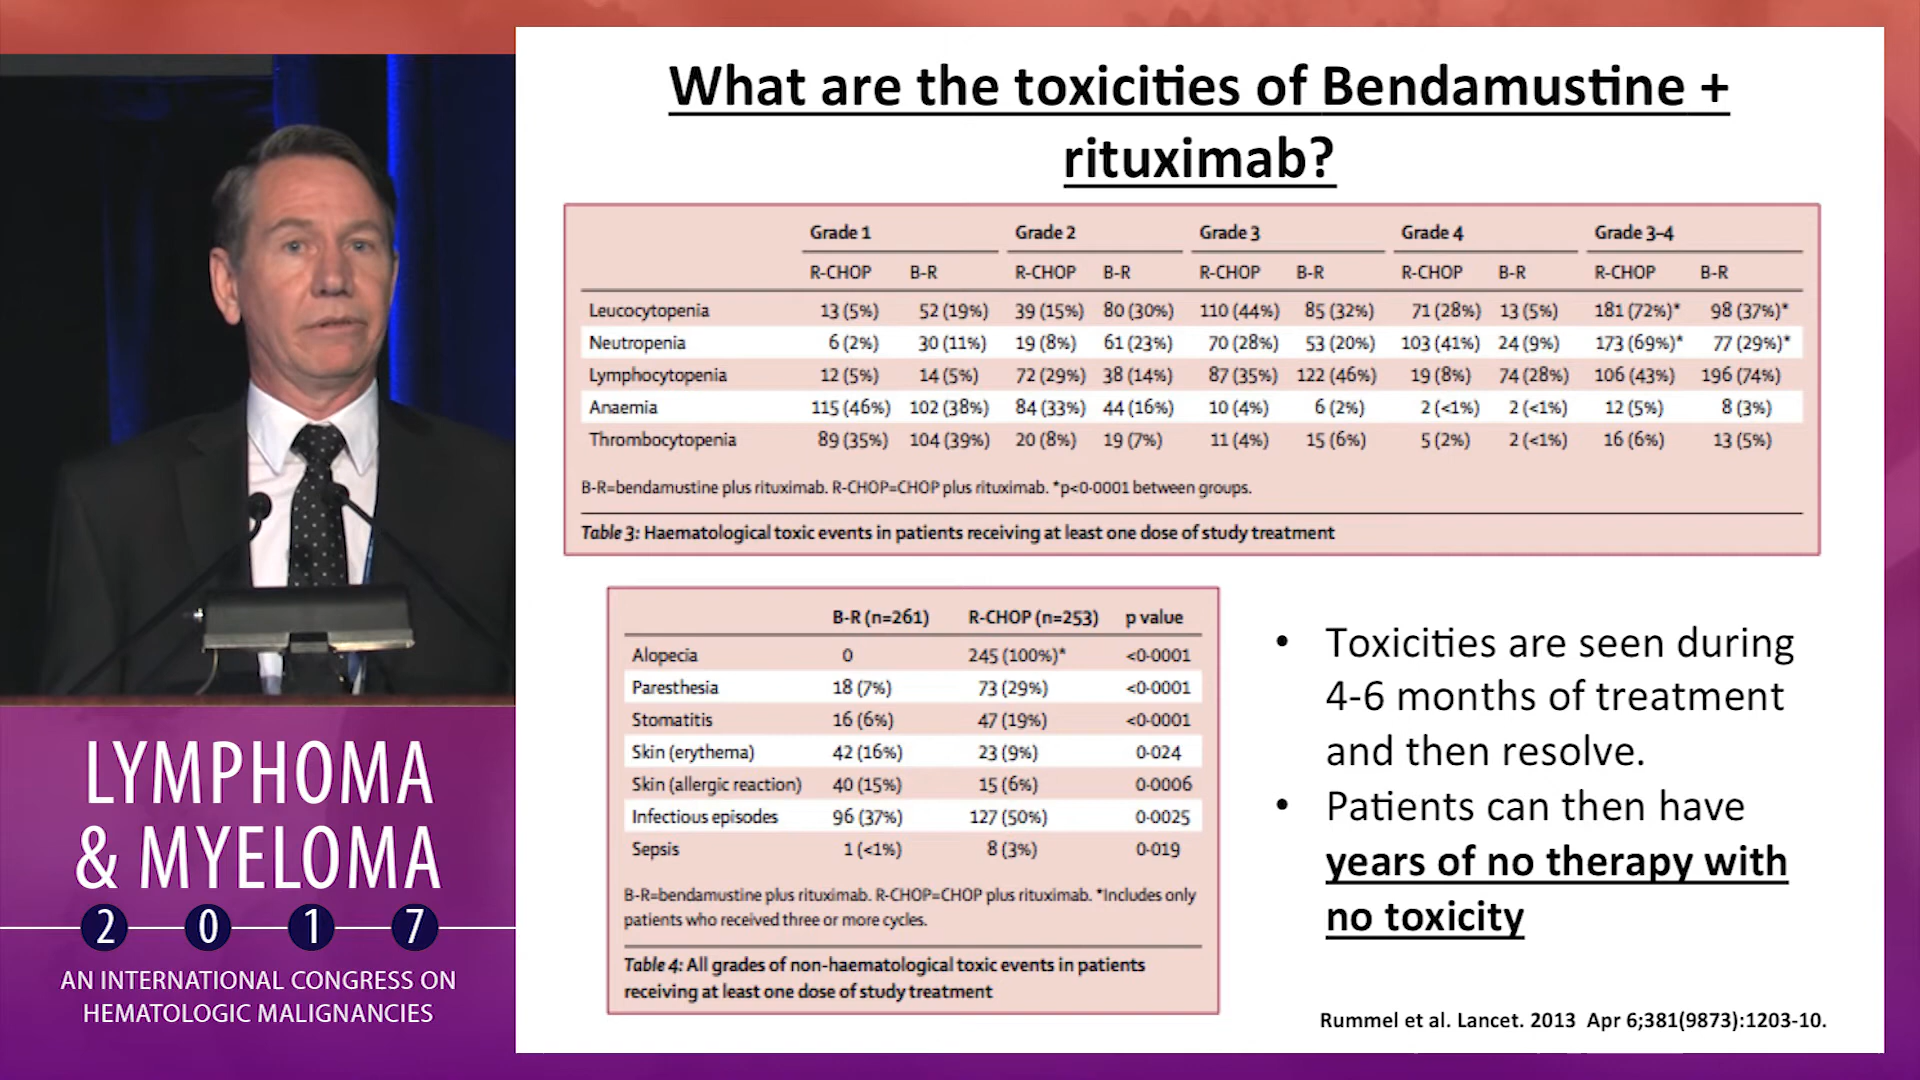 What are the toxicities of Bendamustine +
rituximab?
Grade 1 Grade 2 Grade 3 Grade 4 Grade 3-4
R-CHOP B-R R-CHOP B-R R-CHOP B-R R-CHOP B-R R-CHOP B-R
Leucocytopenia 13 (5%) 52 (19%) 39 (15%) 80 (30%) 110 (44%) 85 (32%) 71 (28%) 13 (5%) 181 (72%)* 98 (37%)*
Neutropenia 6 (2%) 30 (11%) 19 (8%) 61 (23%) 70 (28%) 53 (20%) 103 (41%) 24 (9%) 173 (69%)* 77 (29%)*
Lymphocytopenia 12 (5%) 14 (5%) 72 (29%) 38 (14%) 87 (35%) 122 (46%) 19 (8%) 74 (28%) 106 (43%) 196 (74%)
Anaemia 115 (46%) 102 (38%) 84 (33%) 44 (16%) 10 (4%) 6 (2%) 2 (<1%) 2 (<1%) 12 (5%) 8 (3%)
Thrombocytopenia 89 (35%) 104 (39%) 20 (8%) 19 (7%) 11 (4%) 15 (6%) 5 (2%) 2 (<1%) 16 (6%) 13 (5%)
B-R=bendamustine plus rituximab. R-CHOP=CHOP plus rituximab. *p<0·0001 between groups.
Table 3: Haematological toxic events in patients receiving at least one dose of study treatment
B-R (n=261) R-CHOP (n=253) p value
Alopecia 0 245 (100%)* <0·0001
Paresthesia 18 (7%) 73 (29%) <0·0001
Stomatitis 16 (6%) 47 (19%) <0·0001
Skin (erythema) 42 (16%) 23 (9%) 0·024
Skin (allergic reaction) 40 (15%) 15 (6%) 0·0006
Infectious episodes 96 (37%) 127 (50%) 0·0025
Sepsis 1 (<1%) 8 (3%) 0·019
B-R=bendamustine plus rituximab. R-CHOP=CHOP plus rituximab. *Includes only
patients who received three or more cycles.
Table 4: All grades of non-haematological toxic events in patients
receiving at least one dose of study treatment
• Toxicities are seen during
4-6 months of treatment
and then resolve.
• Patients can then have
years of no therapy with
no toxicity
Rummel et al. Lancet. 2013 Apr 6;381(9873):1203-10.
LYMPHOMA
& MYELOMA
2017
AN INTERNATIONAL CONGRESS ON
HEMATOLOGIC MALIGNANCIES